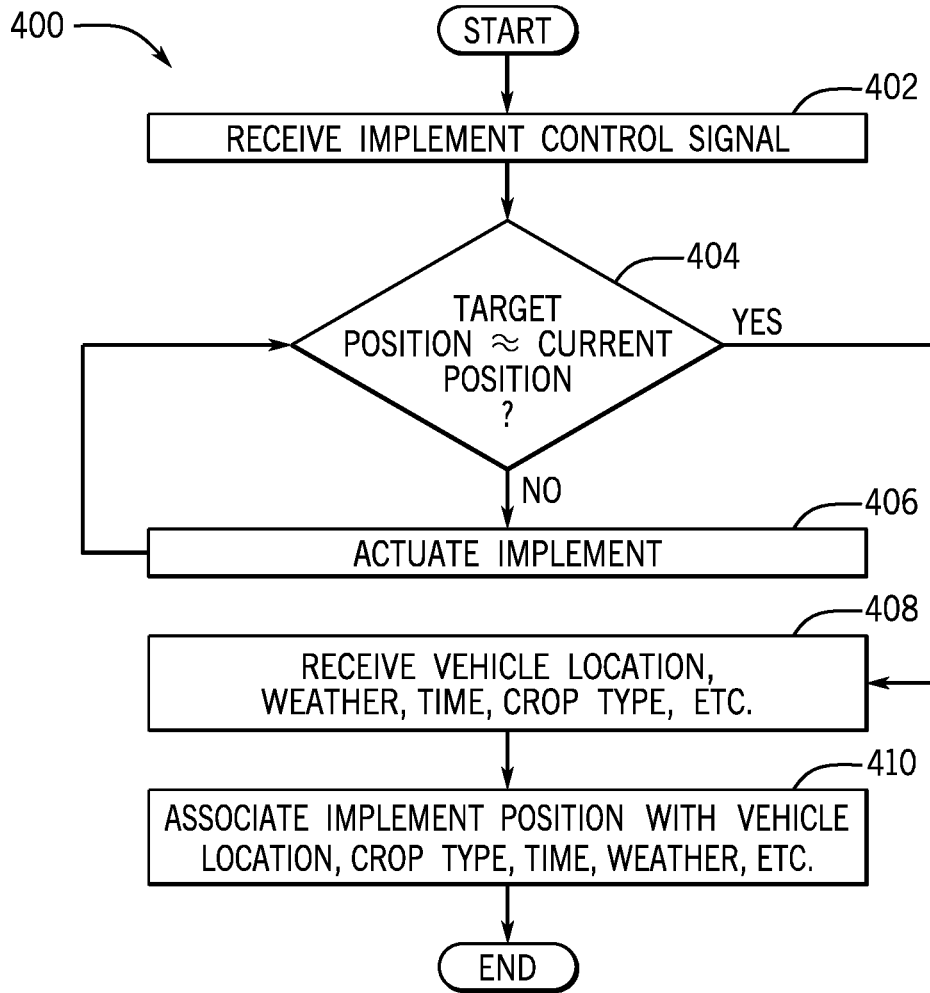 400
START
402
RECEIVE IMPLEMENT CONTROL SIGNAL
404
TARGET
POSITION ≈ CURRENT
POSITION
?
YES
NO
406
ACTUATE IMPLEMENT
408
RECEIVE VEHICLE LOCATION,
WEATHER, TIME, CROP TYPE, ETC.
410
ASSOCIATE IMPLEMENT POSITION WITH VEHICLE
LOCATION, CROP TYPE, TIME, WEATHER, ETC.
END